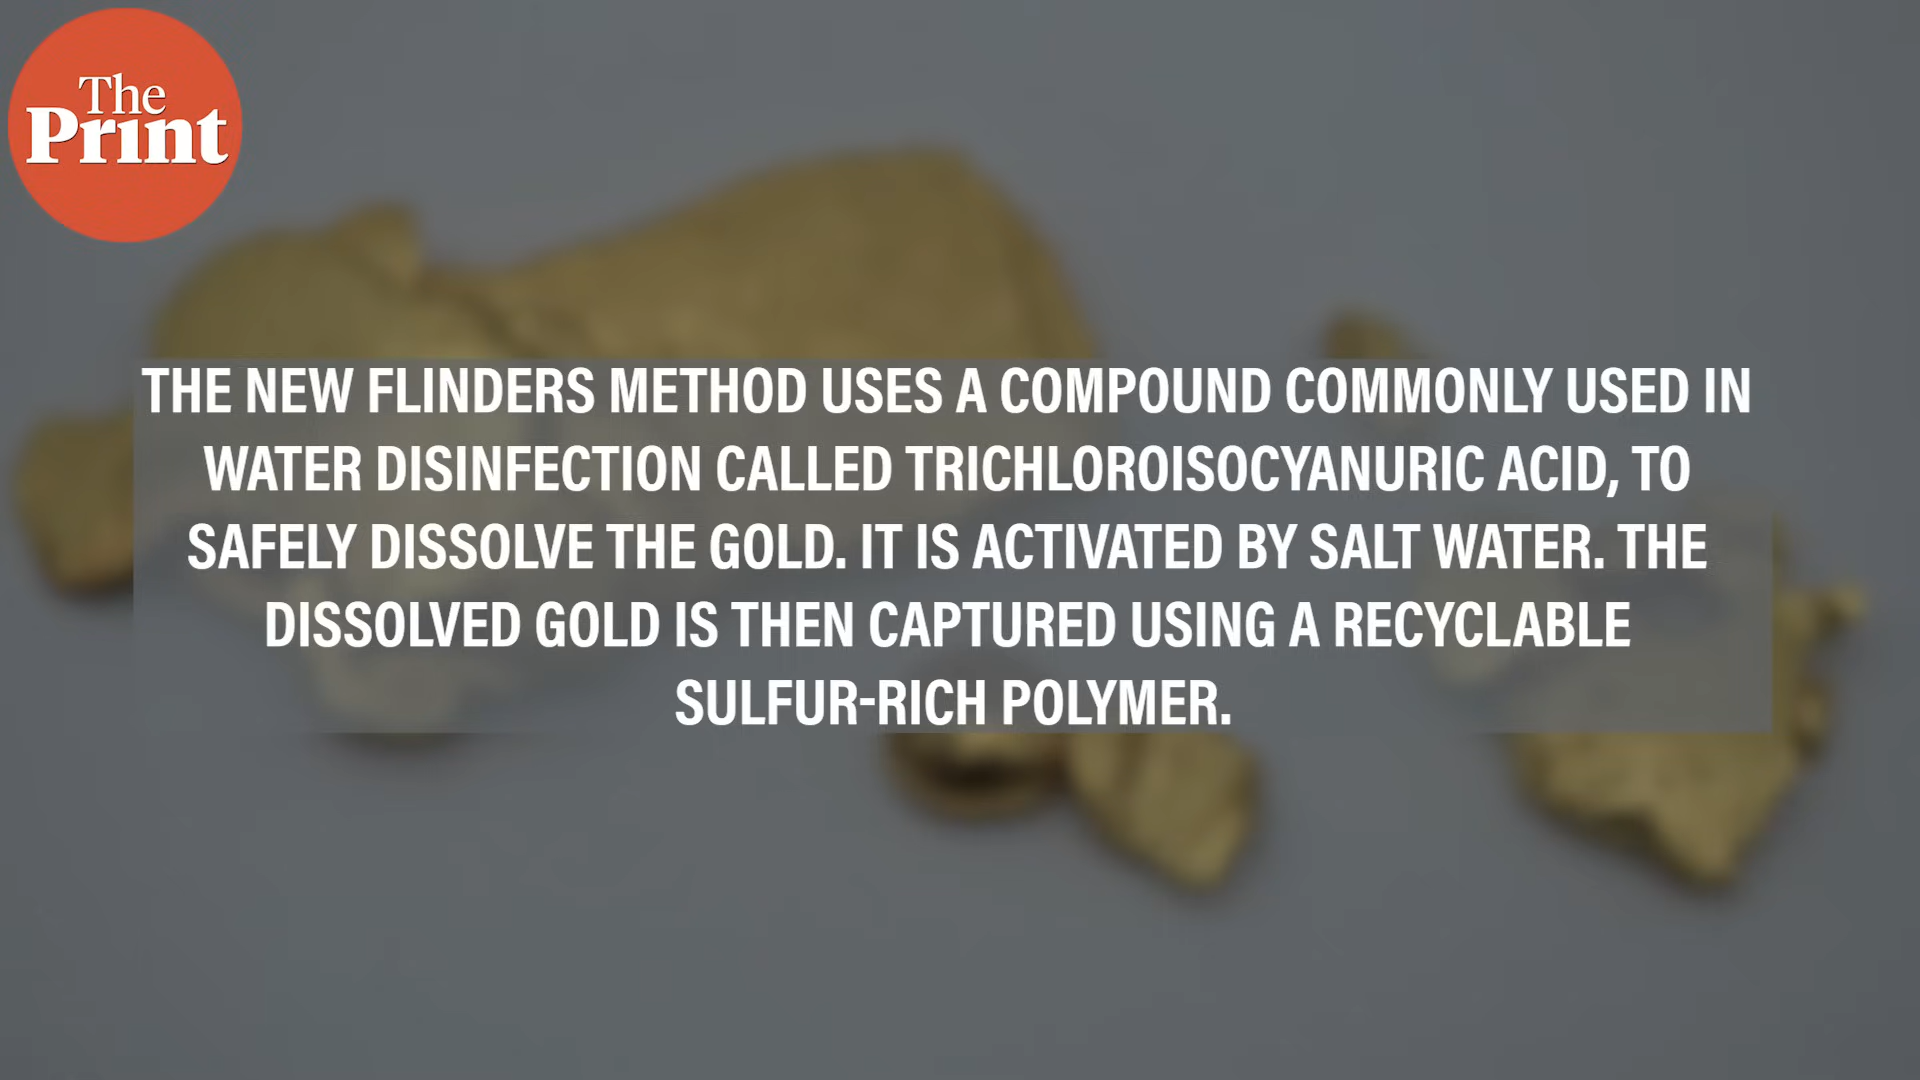 The
Print
THE NEW FLINDERS METHOD USES A COMPOUND COMMONLY USED IN
WATER DISINFECTION CALLED TRICHLOROISOCYANURIC ACID, TO
SAFELY DISSOLVE THE GOLD. IT IS ACTIVATED BY SALT WATER. THE
DISSOLVED GOLD IS THEN CAPTURED USING A RECYCLABLE
SULFUR-RICH POLYMER.